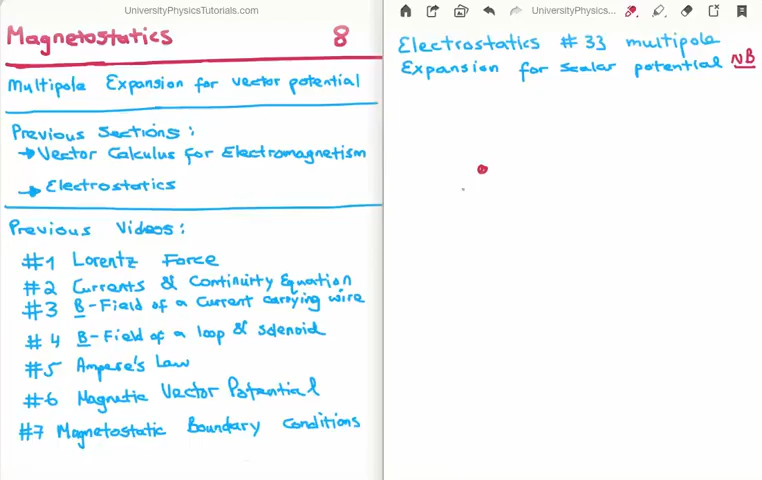 UniversityPhysicsTutorials.com
Magnetostatics 8
Multipole Expansion for vector potential
Previous Sections:
→ Vector Calculus for Electromagnetism
→ Electrostatics
Previous Videos:
#1 Lorentz Force
#2 Currents & Continuity Equation
#3 B-Field of a Current carrying wire
#4 B-Field of a loop & solenoid
#5 Ampere's Law
#6 Magnetic Vector Potential
#7 Magnetostatic Boundary Conditions
UniversityPhysics...
Electrostatics #33 multipole
Expansion for scalar potential NB